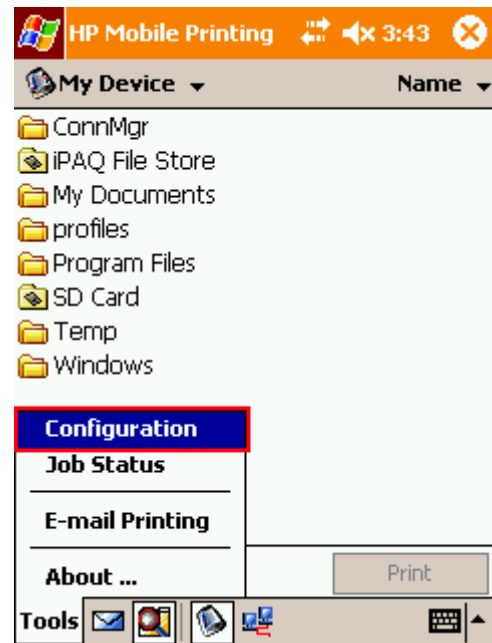 HP Mobile Printing 3:43
My Device Name
ConnMgr
iPAQ File Store
My Documents
profiles
Program Files
SD Card
Temp
Windows
Configuration
Job Status
E-mail Printing
About ...
Print
Tools